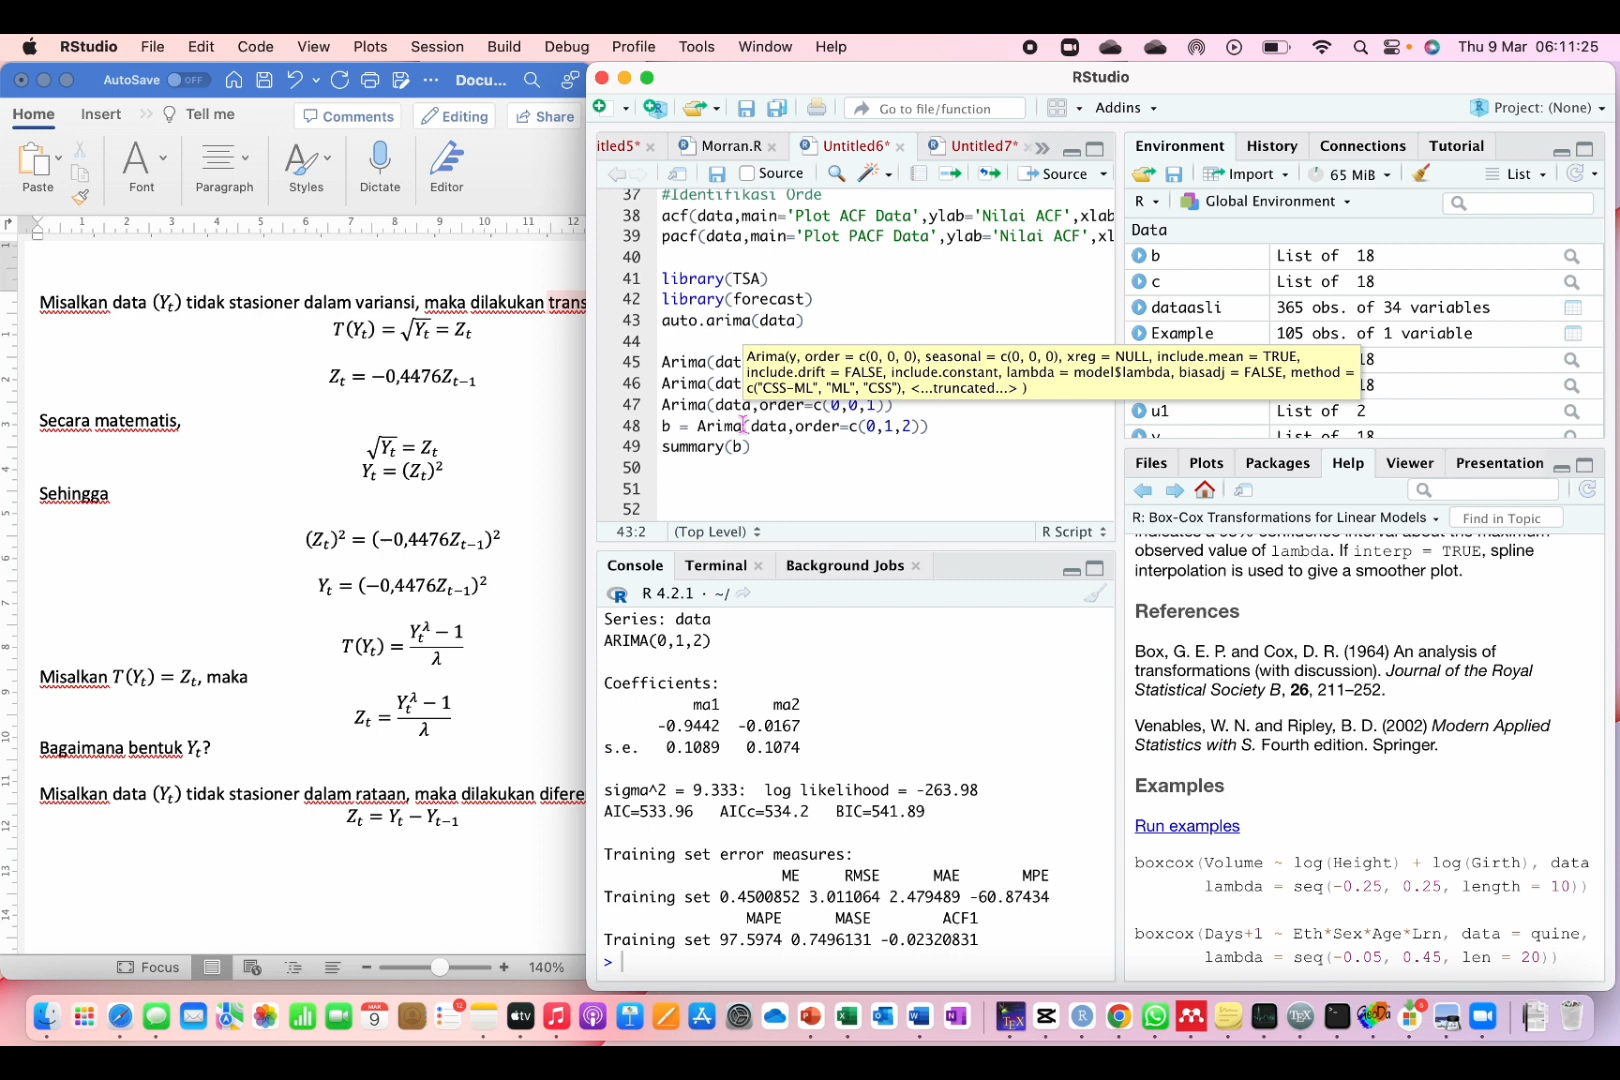 RStudio File Edit Code View Plots Session Build Debug Profile Tools Window Help Thu 9 Mar 06:11:25
AutoSave OFF Docu...
Home Insert Tell me Comments Editing Share
Paste Font Paragraph Styles Dictate Editor
1 2 3 4 5 6 7 8 9 10 11 12
Misalkan data (Yₜ) tidak stasioner dalam variansi, maka dilakukan trans
T(Yₜ) = √Yₜ = Zₜ
Zₜ = −0,4476Zₜ₋₁
Secara matematis,
√Yₜ = Zₜ
Yₜ = (Zₜ)²
Sehingga
(Zₜ)² = (−0,4476Zₜ₋₁)²
Yₜ = (−0,4476Zₜ₋₁)²
T(Yₜ) = (Yₜ^λ − 1)/λ
Misalkan T(Yₜ) = Zₜ, maka
Zₜ = (Yₜ^λ − 1)/λ
Bagaimana bentuk Yₜ?
Misalkan data (Yₜ) tidak stasioner dalam rataan, maka dilakukan difere
Zₜ = Yₜ − Yₜ₋₁
Focus 140%
RStudio
Go to file/function Addins Project: (None)
itled5* Morran.R Untitled6* Untitled7*
Source Source
37 #Identifikasi Orde
38 acf(data,main='Plot ACF Data',ylab='Nilai ACF',xlab
39 pacf(data,main='Plot PACF Data',ylab='Nilai ACF',xl
40
41 library(TSA)
42 library(forecast)
43 auto.arima(data)
44
45 Arima(dat
46 Arima(dat
Arima(y, order = c(0, 0, 0), seasonal = c(0, 0, 0), xreg = NULL, include.mean = TRUE,
include.drift = FALSE, include.constant, lambda = model$lambda, biasadj = FALSE, method =
c("CSS-ML", "ML", "CSS"), <...truncated...> )
47 Arima(data,order=c(0,0,1))
48 b = Arima(data,order=c(0,1,2))
49 summary(b)
50
51
52
43:2 (Top Level) R Script
Console Terminal Background Jobs
R 4.2.1 · ~/
Series: data
ARIMA(0,1,2)
Coefficients:
ma1 ma2
-0.9442 -0.0167
s.e. 0.1089 0.1074
sigma^2 = 9.333: log likelihood = -263.98
AIC=533.96 AICc=534.2 BIC=541.89
Training set error measures:
ME RMSE MAE MPE
Training set 0.4500852 3.011064 2.479489 -60.87434
MAPE MASE ACF1
Training set 97.5974 0.7496131 -0.02320831
>
Environment History Connections Tutorial
Import 65 MiB List
R Global Environment
Data
b List of 18
c List of 18
dataasli 365 obs. of 34 variables
Example 105 obs. of 1 variable
18
18
u1 List of 2
Files Plots Packages Help Viewer Presentation
R: Box-Cox Transformations for Linear Models Find in Topic
observed value of lambda. If interp = TRUE, spline
interpolation is used to give a smoother plot.
References
Box, G. E. P. and Cox, D. R. (1964) An analysis of
transformations (with discussion). Journal of the Royal
Statistical Society B, 26, 211–252.
Venables, W. N. and Ripley, B. D. (2002) Modern Applied
Statistics with S. Fourth edition. Springer.
Examples
Run examples
boxcox(Volume ~ log(Height) + log(Girth), data
lambda = seq(-0.25, 0.25, length = 10))
boxcox(Days+1 ~ Eth*Sex*Age*Lrn, data = quine,
lambda = seq(-0.05, 0.45, len = 20))
MAR
9
12
tv